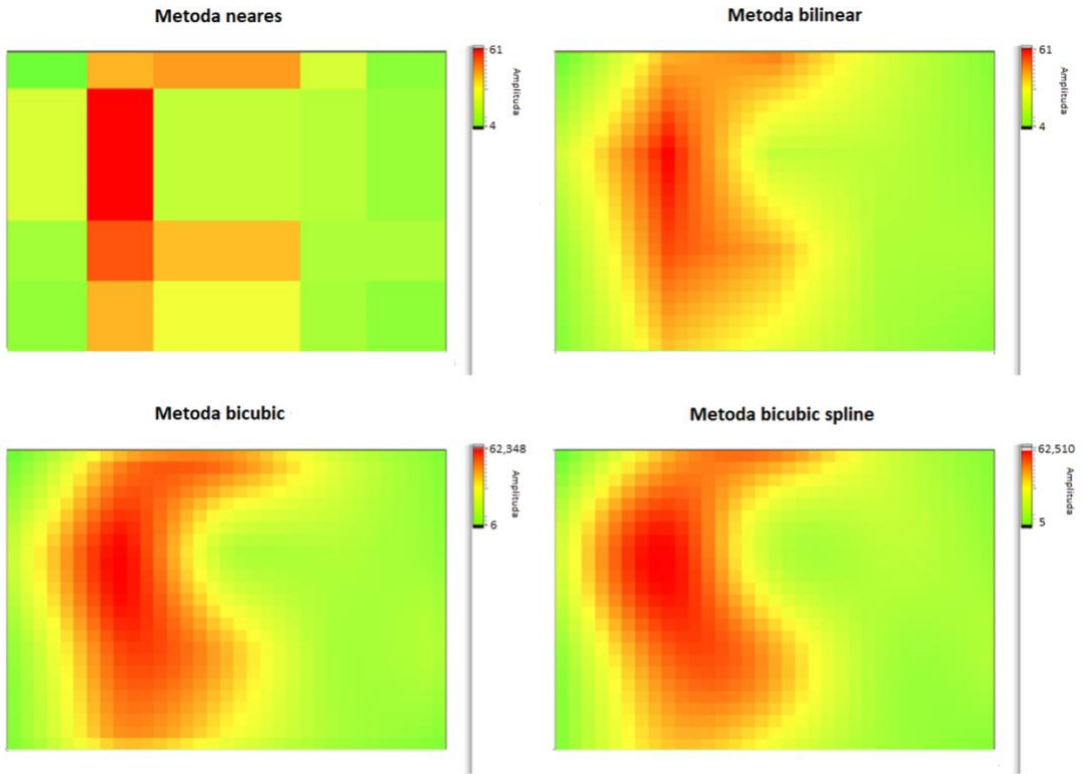 Metoda neares
61
Amplituda
4
Metoda bilinear
61
Amplituda
4
Metoda bicubic
62,348
Amplituda
6
Metoda bicubic spline
62,510
Amplituda
5